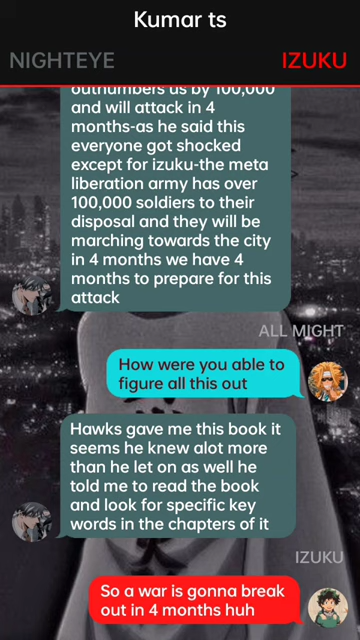 Kumar ts
NIGHTEYE
IZUKU
outnumbers us by 100,000
and will attack in 4
months-as he said this
everyone got shocked
except for izuku-the meta
liberation army has over
100,000 soldiers to their
disposal and they will be
marching towards the city
in 4 months we have 4
months to prepare for this
attack
ALL MIGHT
How were you able to
figure all this out
Hawks gave me this book it
seems he knew alot more
than he let on as well he
told me to read the book
and look for specific key
words in the chapters of it
IZUKU
So a war is gonna break
out in 4 months huh